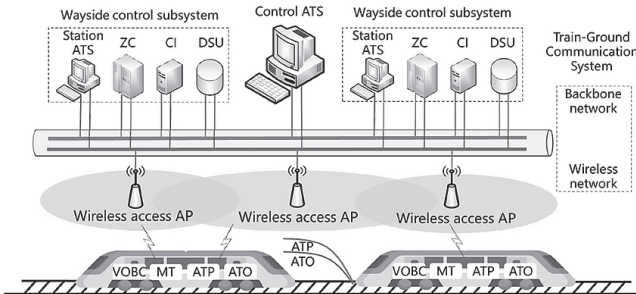 Wayside control subsystem
Control ATS
Wayside control subsystem
Station
ATS
ZC
CI
DSU
Station
ATS
ZC
CI
DSU
Train-Ground
Communication
System
Backbone
network
Wireless
network
Wireless access AP
Wireless access AP
Wireless access AP
ATP
ATO
VOBC
MT
ATP
ATO
VOBC
MT
ATP
ATO